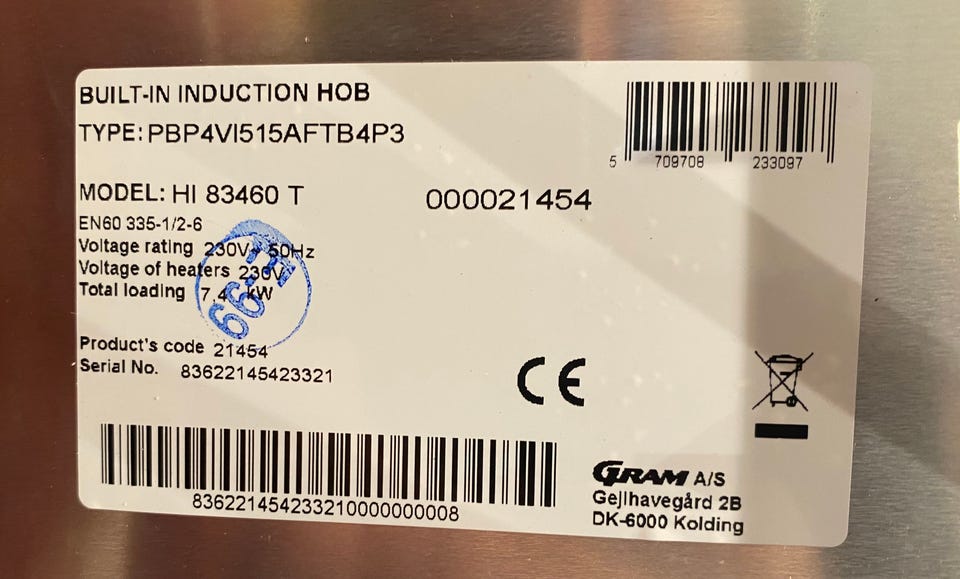 BUILT-IN INDUCTION HOB
TYPE: PBP4VI515AFTB4P3
5 709708 233097
MODEL: HI 83460 T
000021454
EN60 335-1/2-6
Voltage rating 230V~ 50Hz
Voltage of heaters 230V
Total loading 7.4 kW
E99
Product's code 21454
Serial No. 83622145423321
CE
8362214542332100000000008
GRAM A/S
Gejlhavegård 2B
DK-6000 Kolding